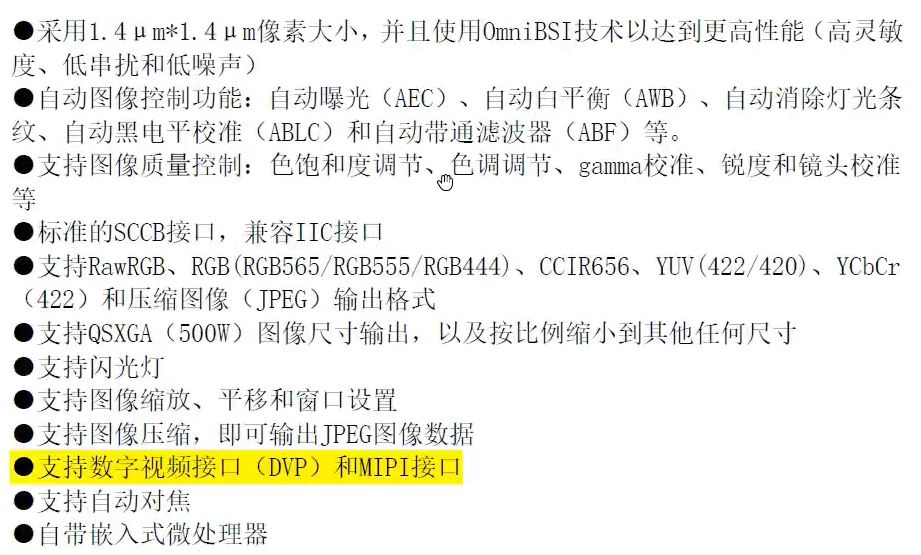 ●采用1.4μm*1.4μm像素大小，并且使用OmniBSI技术以达到更高性能（高灵敏
度、低串扰和低噪声）
●自动图像控制功能：自动曝光（AEC）、自动白平衡（AWB）、自动消除灯光条
纹、自动黑电平校准（ABLC）和自动带通滤波器（ABF）等。
●支持图像质量控制：色饱和度调节、色调调节、gamma校准、锐度和镜头校准
等
●标准的SCCB接口，兼容IIC接口
●支持RawRGB、RGB(RGB565/RGB555/RGB444)、CCIR656、YUV(422/420)、YCbCr
（422）和压缩图像（JPEG）输出格式
●支持QSXGA（500W）图像尺寸输出，以及按比例缩小到其他任何尺寸
●支持闪光灯
●支持图像缩放、平移和窗口设置
●支持图像压缩，即可输出JPEG图像数据
●支持数字视频接口（DVP）和MIPI接口
●支持自动对焦
●自带嵌入式微处理器